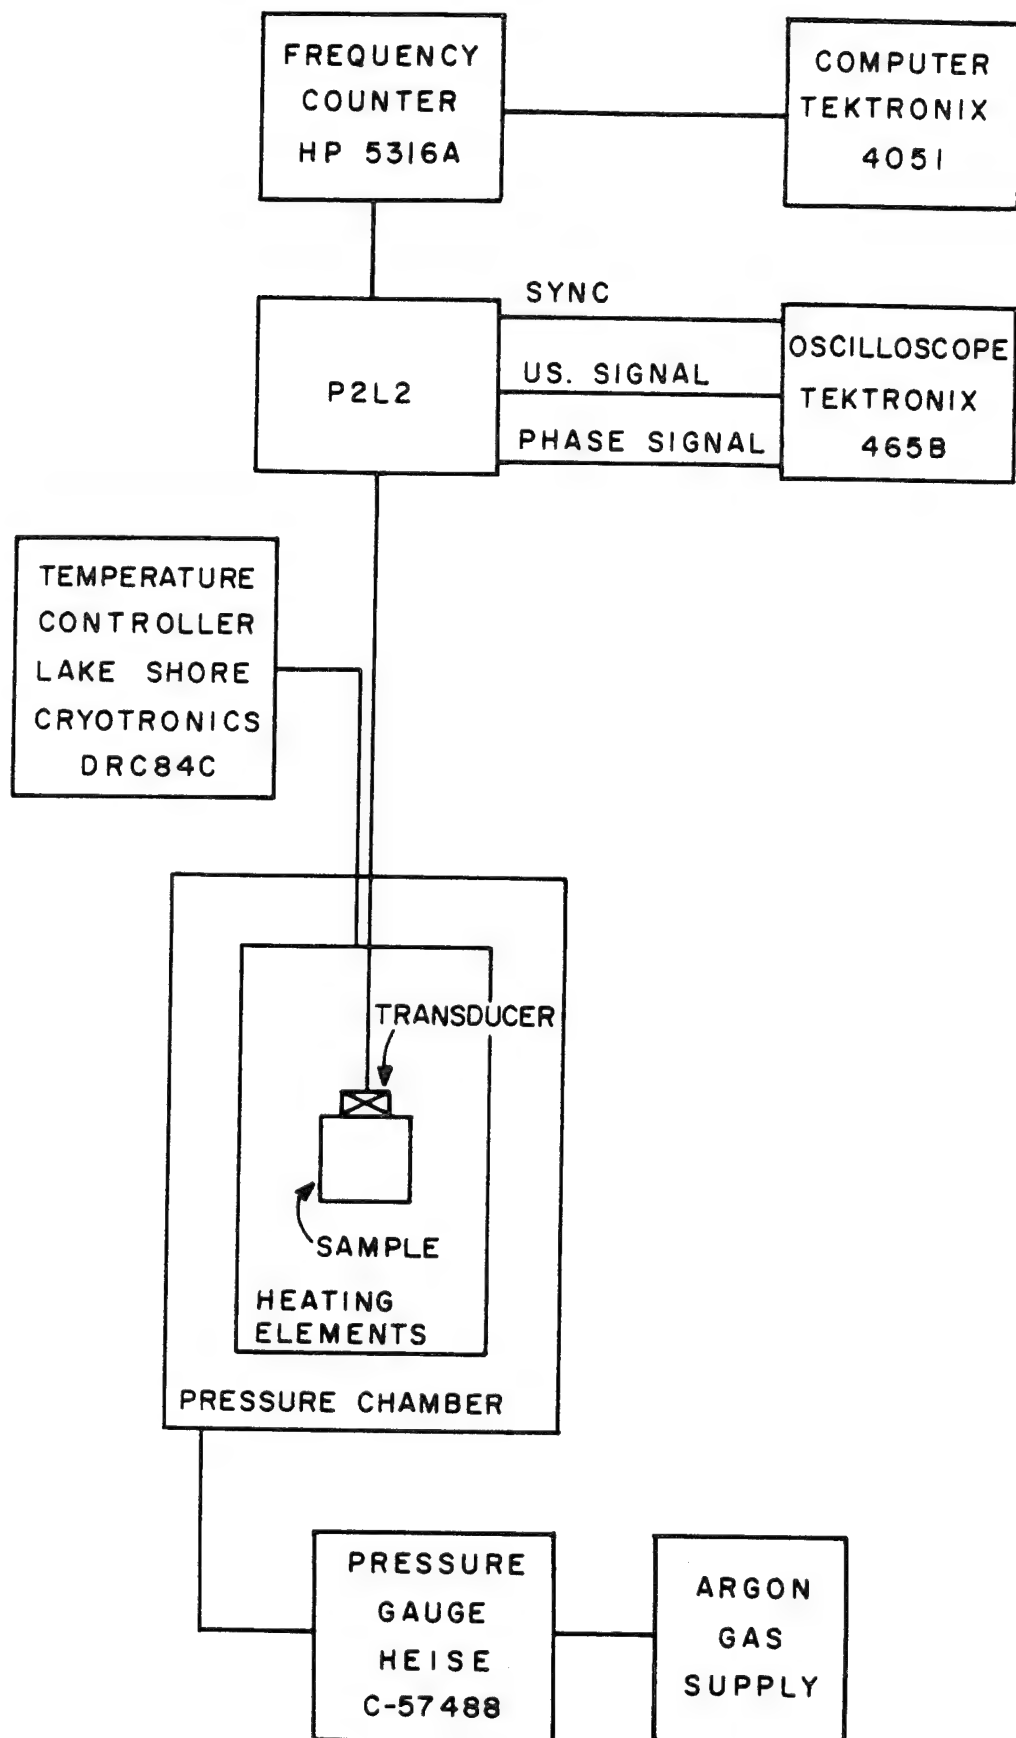 FREQUENCY
COUNTER
HP 5316A
COMPUTER
TEKTRONIX
4051
SYNC
US. SIGNAL
PHASE SIGNAL
P2L2
OSCILLOSCOPE
TEKTRONIX
465B
TEMPERATURE
CONTROLLER
LAKE SHORE
CRYOTRONICS
DRC84C
TRANSDUCER
SAMPLE
HEATING
ELEMENTS
PRESSURE CHAMBER
PRESSURE
GAUGE
HEISE
C-57488
ARGON
GAS
SUPPLY